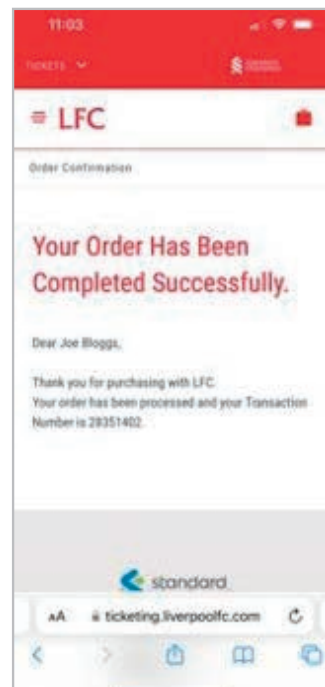 11:03
TICKETS
LFC
Order Confirmation
Your Order Has Been
Completed Successfully.
Dear Joe Bloggs,
Thank you for purchasing with LFC.
Your order has been processed and your Transaction
Number is 28351402.
standard
AA ticketing.liverpoolfc.com